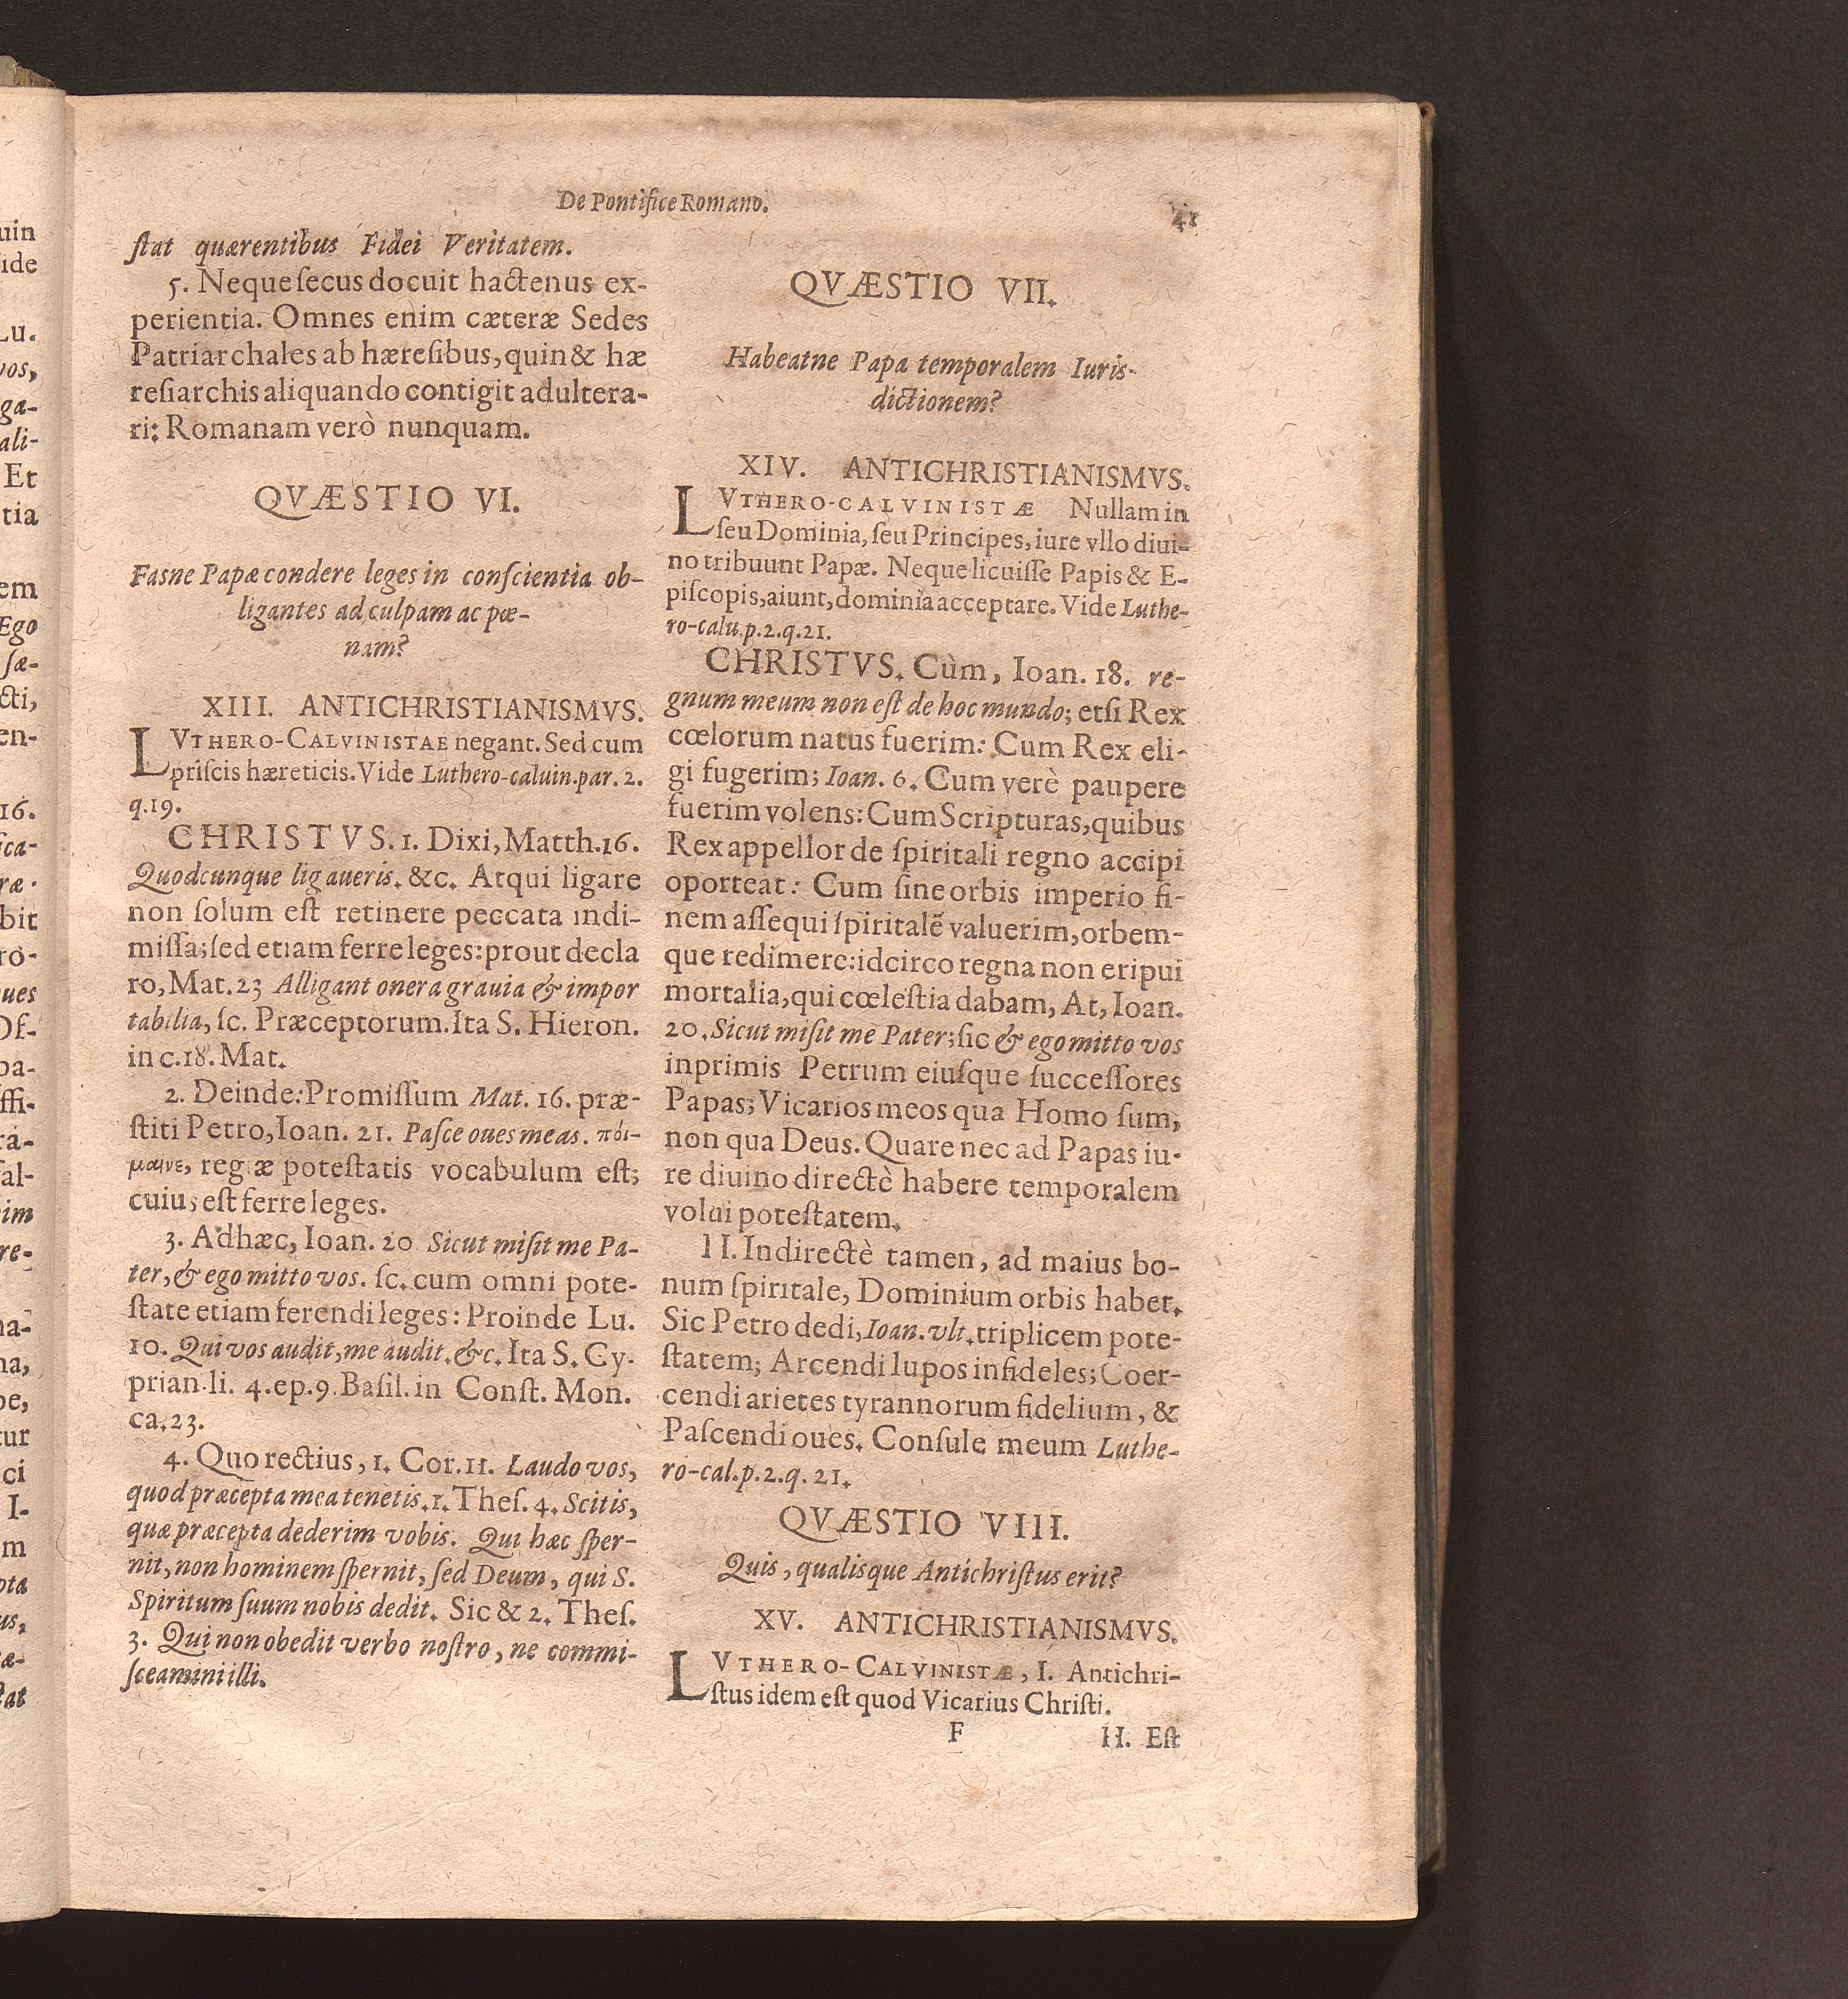 De Pontifice Romano.
41
ſtat quærentibus Fidei Veritatem.
5. Neque ſecus docuit hactenus ex-
perientia. Omnes enim cæteræ Sedes
Patriarchales ab hæreſibus, quin & hæ
reſiarchis aliquando contigit adultera-
ri: Romanam verò nunquam.
QVÆSTIO VI.
Fasne Papæ condere leges in conſcientia ob-
ligantes ad culpam ac pœ-
nam?
XIII. ANTICHRISTIANISMVS.
LVTHERO-CALVINISTAE negant. Sed cum
priſcis hæreticis. Vide Luthero-caluin. par. 2.
q. 19.
CHRISTVS. 1. Dixi, Matth. 16.
Quodcunque ligaueris. &c. Atqui ligare
non ſolum eſt retinere peccata indi-
miſſa; ſed etiam ferre leges: prout decla
ro, Mat. 23 Alligant onera grauia & impor
tabilia, ſc. Præceptorum. Ita S. Hieron.
in c. 18. Mat.
2. Deinde: Promiſſum Mat. 16. præ-
ſtiti Petro, Ioan. 21. Paſce oues meas. ποί-
μαινε, regæ poteſtatis vocabulum eſt;
cuius eſt ferre leges.
3. Adhæc, Ioan. 20 Sicut miſit me Pa-
ter, & ego mitto vos. ſc. cum omni pote-
ſtate etiam ferendi leges: Proinde Lu.
10. Qui vos audit, me audit. &c. Ita S. Cy-
prian. li. 4. ep. 9. Baſil. in Conſt. Mon.
ca. 23.
4. Quo rectius, 1. Cor. 11. Laudo vos,
quod præcepta mea tenetis. 1. Theſ. 4. Scitis,
quæ præcepta dederim vobis. Qui hæc ſper-
nit, non hominem ſpernit, ſed Deum, qui S.
Spiritum ſuum nobis dedit. Sic & 2. Theſ.
3. Qui non obedit verbo noſtro, ne commi-
ſceamini illi.
QVÆSTIO VII.
Habeatne Papa temporalem Iuris-
dictionem?
XIV. ANTICHRISTIANISMVS.
LVTHERO-CALVINISTÆ Nullam in
ſeu Dominia, ſeu Principes, iure vllo diui-
no tribuunt Papæ. Neque licuiſſe Papis & E-
piſcopis, aiunt, dominia acceptare. Vide Luthe-
ro-calu. p. 2. q. 21.
CHRISTVS. Cùm, Ioan. 18. re-
gnum meum non eſt de hoc mundo; etſi Rex
cœlorum natus fuerim: Cum Rex eli-
gi fugerim; Ioan. 6. Cum verè paupere
fuerim volens: Cum Scripturas, quibus
Rex appellor de ſpiritali regno accipi
oporteat: Cum ſine orbis imperio fi-
nem aſſequi ſpiritalē valuerim, orbem-
que redimere: idcirco regna non eripui
mortalia, qui cœleſtia dabam, At, Ioan.
20. Sicut miſit me Pater; ſic & ego mitto vos
inprimis Petrum eiuſque ſucceſſores
Papas; Vicarios meos qua Homo ſum,
non qua Deus. Quare nec ad Papas iu-
re diuino directè habere temporalem
volui poteſtatem.
II. Indirectè tamen, ad maius bo-
num ſpiritale, Dominium orbis habet.
Sic Petro dedi, Ioan. vlt. triplicem pote-
ſtatem; Arcendi lupos infideles; Coer-
cendi arietes tyrannorum fidelium, &
Paſcendi oues. Conſule meum Luthe-
ro-cal. p. 2. q. 21.
QVÆSTIO VIII.
Quis, qualisque Antichriſtus erit?
XV. ANTICHRISTIANISMVS.
LVTHERO-CALVINISTÆ, I. Antichri-
ſtus idem eſt quod Vicarius Chriſti.
F
II. Eſt